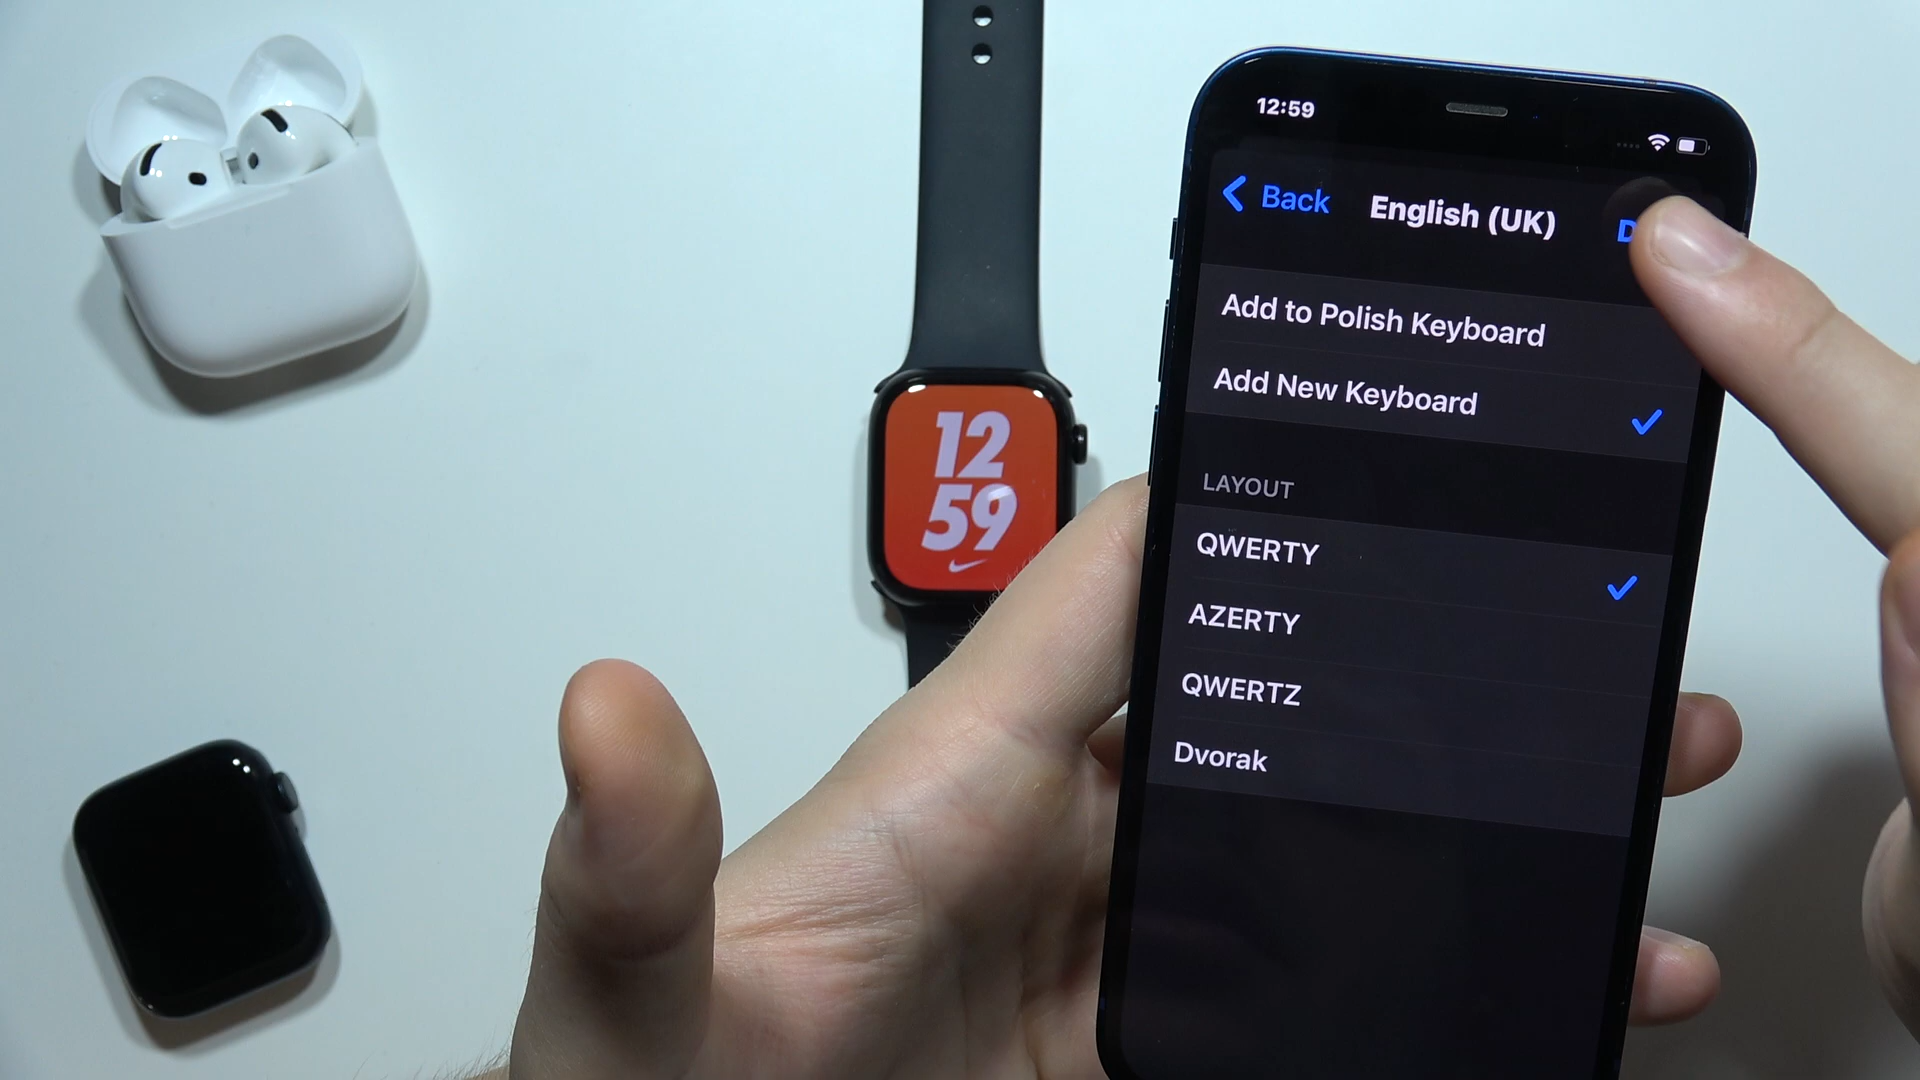 12:59
Back
English (UK)
Add to Polish Keyboard
Add New Keyboard
LAYOUT
QWERTY
AZERTY
QWERTZ
Dvorak
12
59